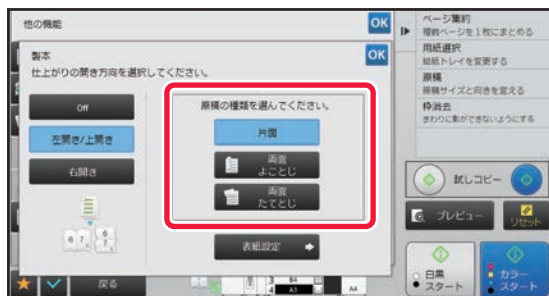 他の機能
OK
製本
OK
仕上がりの開き方向を選択してください。
Off
左開き/上開き
右開き
6 7
6
7
原稿の種類を選んでください。
片面
両面
よことじ
両面
たてとじ
表紙設定
戻る
3 B4
4 A3
A4
ページ集約
複数ページを1枚にまとめる
用紙選択
給紙トレイを変更する
原稿
原稿サイズと向きを変える
枠消去
まわりに影ができないようにする
試しコピー
プレビュー
リセット
白黒
スタート
カラー
スタート